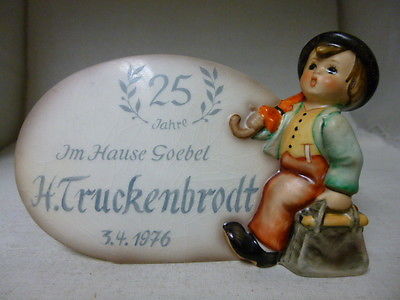 25
Jahre
Im Hause Goebel
H. Truckenbrodt
3.4.1976